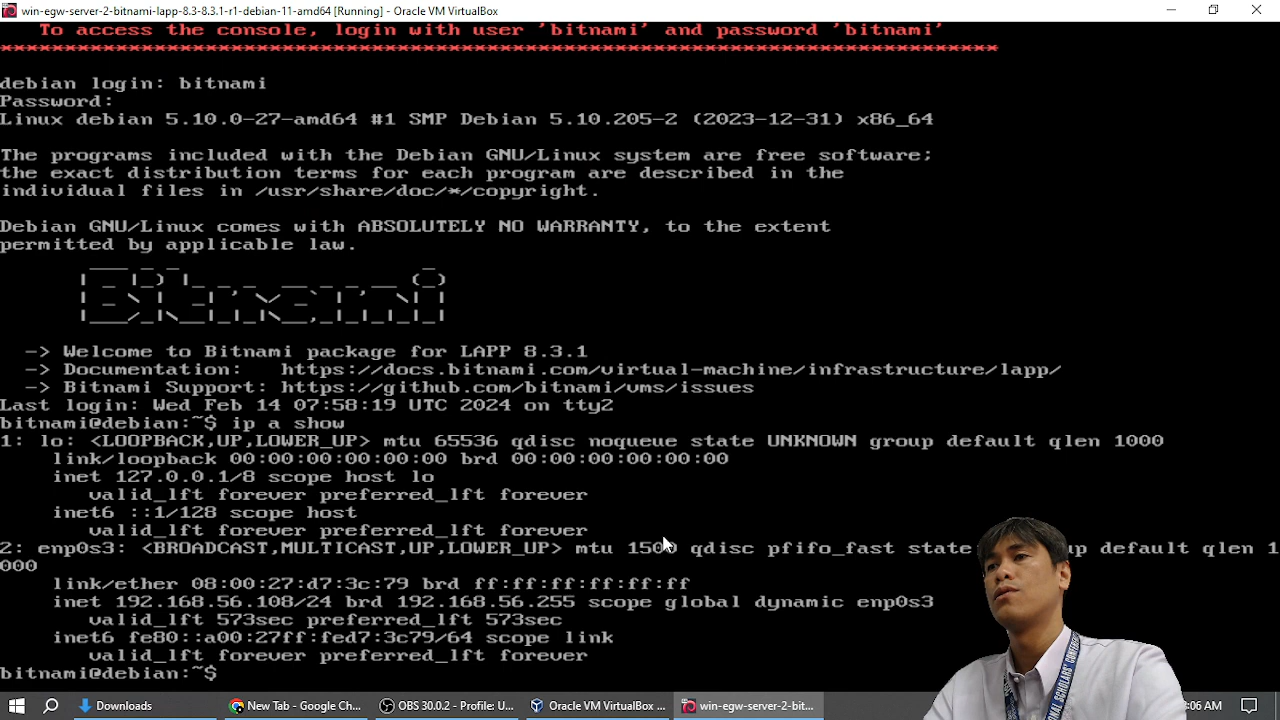 win-egw-server-2-bitnami-lapp-8.3-8.3.1-r1-debian-11-amd64 [Running] - Oracle VM VirtualBox
To access the console, login with user 'bitnami' and password 'bitnami'
*******************************************************************************
debian login: bitnami
Password:
Linux debian 5.10.0-27-amd64 #1 SMP Debian 5.10.205-2 (2023-12-31) x86_64
The programs included with the Debian GNU/Linux system are free software;
the exact distribution terms for each program are described in the
individual files in /usr/share/doc/*/copyright.
Debian GNU/Linux comes with ABSOLUTELY NO WARRANTY, to the extent
permitted by applicable law.
Bitnami
-> Welcome to Bitnami package for LAPP 8.3.1
-> Documentation: https://docs.bitnami.com/virtual-machine/infrastructure/lapp/
-> Bitnami Support: https://github.com/bitnami/vms/issues
Last login: Wed Feb 14 07:58:19 UTC 2024 on tty2
bitnami@debian:~$ ip a show
1: lo: <LOOPBACK,UP,LOWER_UP> mtu 65536 qdisc noqueue state UNKNOWN group default qlen 1000
link/loopback 00:00:00:00:00:00 brd 00:00:00:00:00:00
inet 127.0.0.1/8 scope host lo
valid_lft forever preferred_lft forever
inet6 ::1/128 scope host
valid_lft forever preferred_lft forever
2: enp0s3: <BROADCAST,MULTICAST,UP,LOWER_UP> mtu 1500 qdisc pfifo_fast state up default qlen 1
000
link/ether 08:00:27:d7:3c:79 brd ff:ff:ff:ff:ff:ff
inet 192.168.56.108/24 brd 192.168.56.255 scope global dynamic enp0s3
valid_lft 573sec preferred_lft 573sec
inet6 fe80::a00:27ff:fed7:3c79/64 scope link
valid_lft forever preferred_lft forever
bitnami@debian:~$
Downloads
New Tab - Google Ch...
OBS 30.0.2 - Profile: U...
Oracle VM VirtualBox ...
win-egw-server-2-bit...
:06 AM